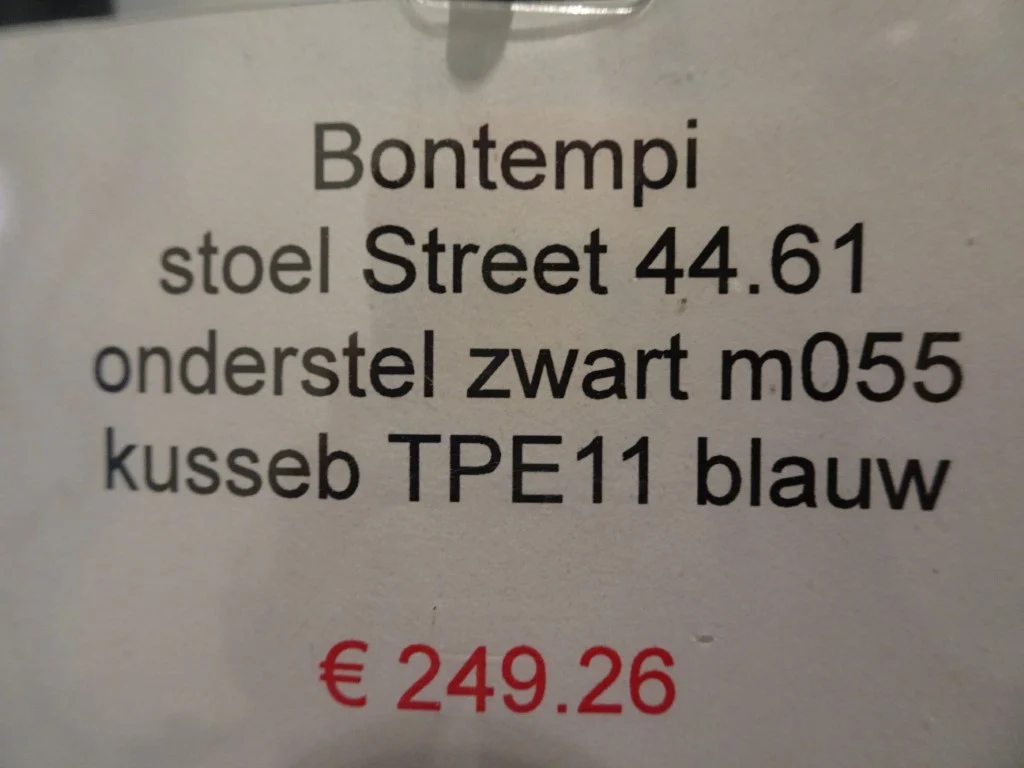 Bontempi
stoel Street 44.61
onderstel zwart m055
kusseb TPE11 blauw
€ 249.26